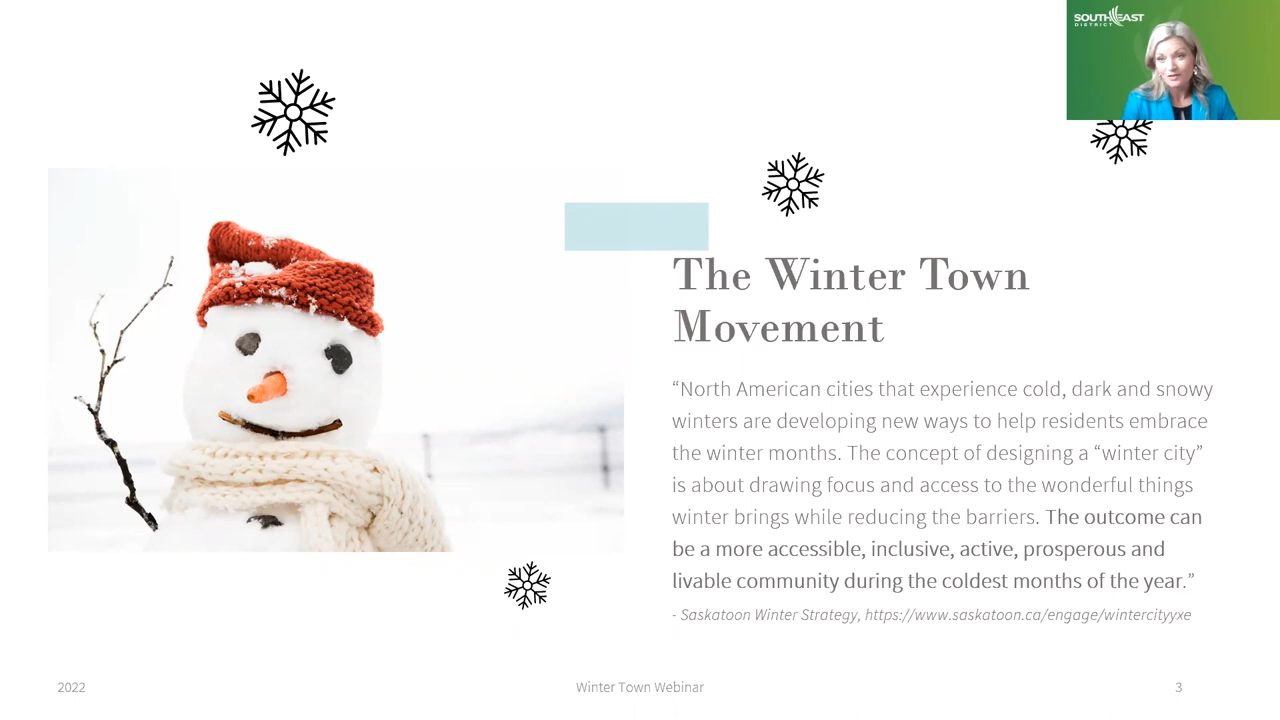 SOUTH EAST
DISTRICT
The Winter Town
Movement
“North American cities that experience cold, dark and snowy
winters are developing new ways to help residents embrace
the winter months. The concept of designing a “winter city”
is about drawing focus and access to the wonderful things
winter brings while reducing the barriers. The outcome can
be a more accessible, inclusive, active, prosperous and
livable community during the coldest months of the year.”
- Saskatoon Winter Strategy, https://www.saskatoon.ca/engage/wintercityyxe
2022
Winter Town Webinar
3